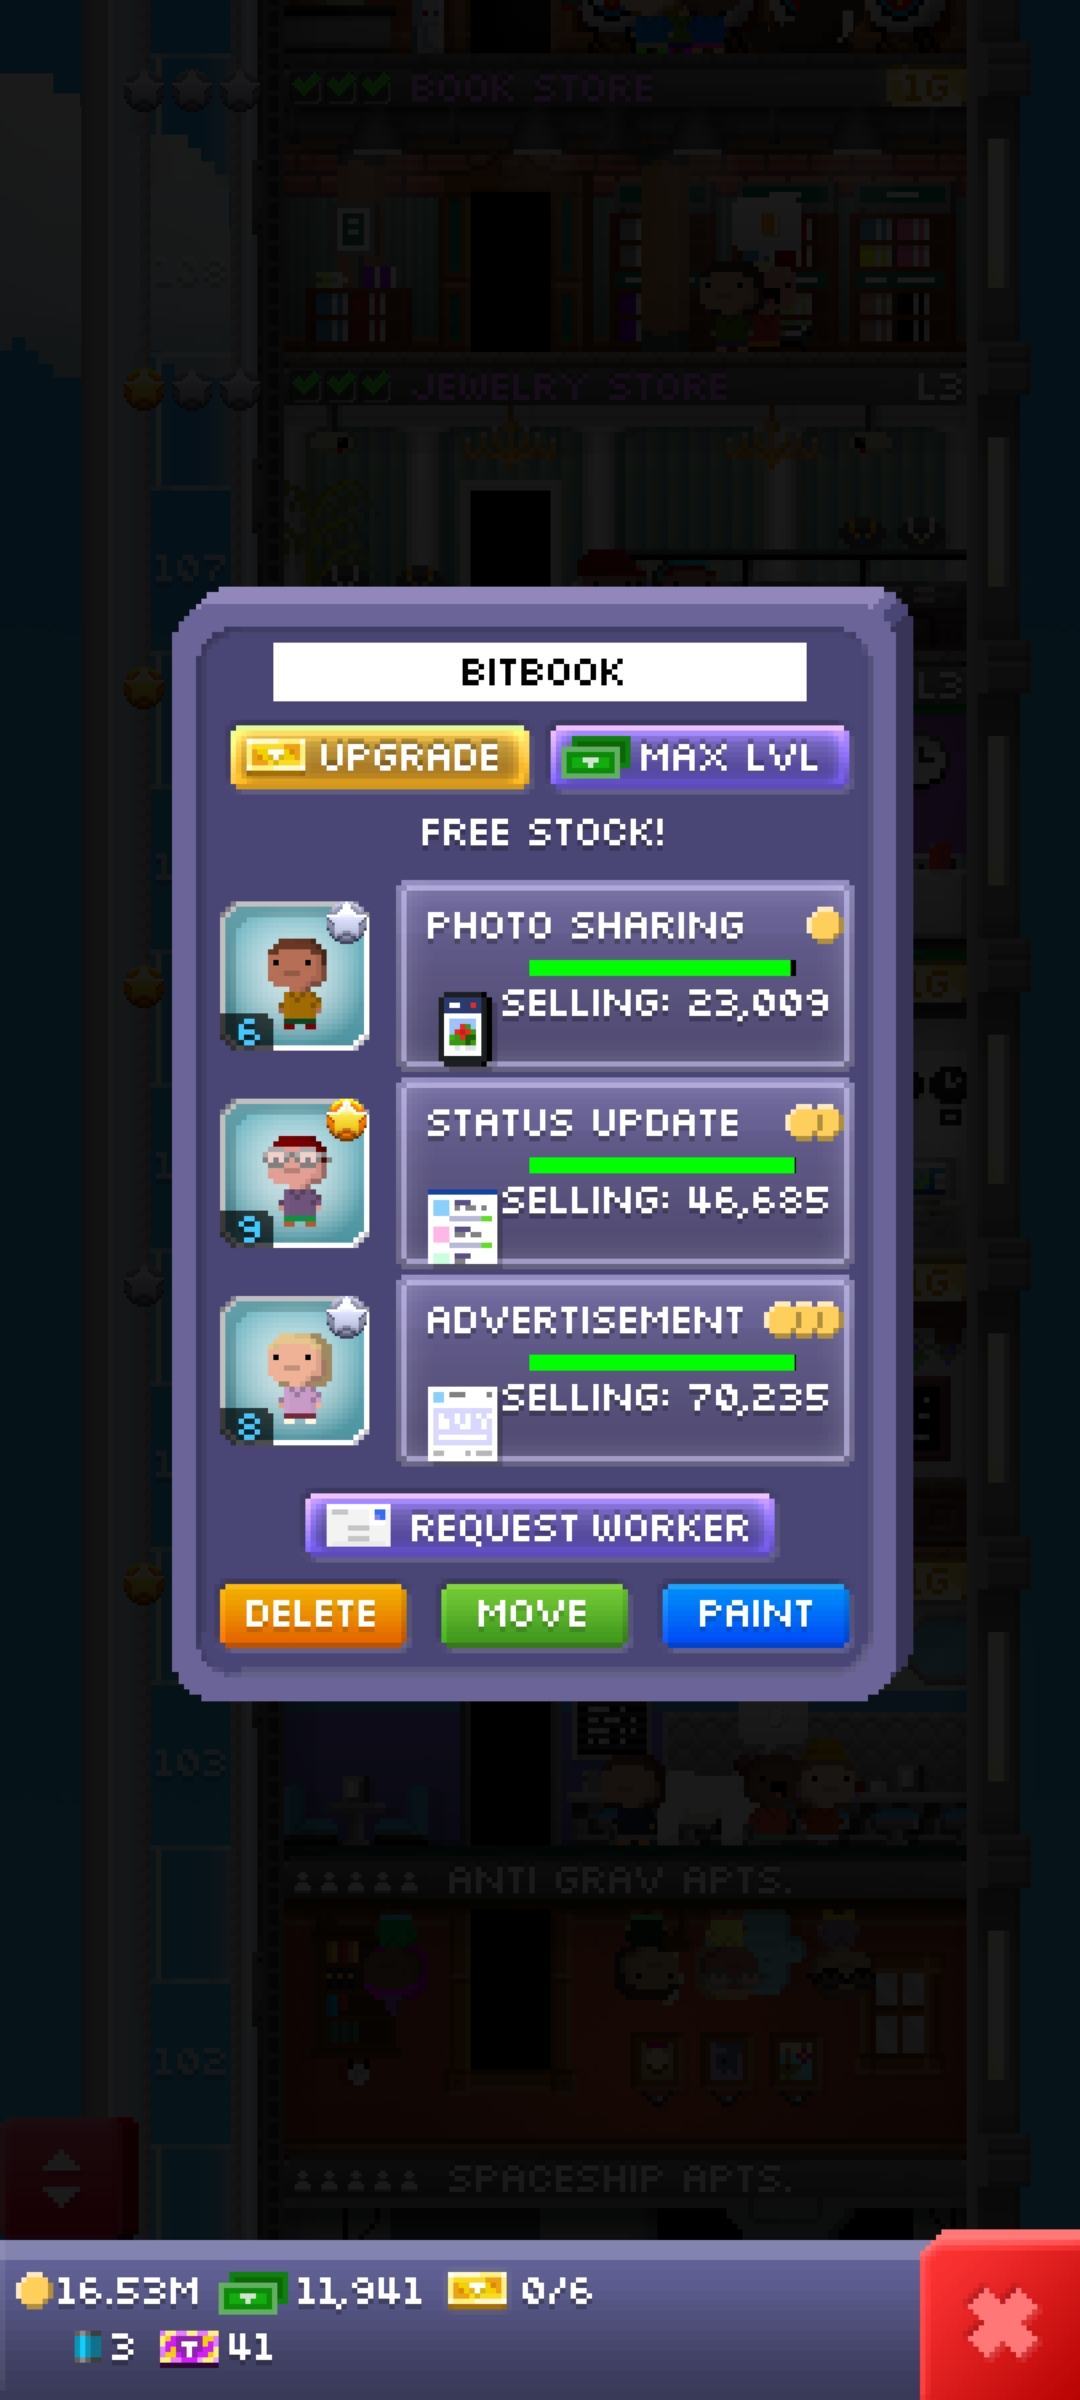 BOOK STORE 1G
108
JEWELRY STORE L3
107
L3
BITBOOK
UPGRADE MAX LVL
FREE STOCK!
PHOTO SHARING
SELLING: 23,009
6
STATUS UPDATE
SELLING: 46,685
9
ADVERTISEMENT
SELLING: 70,235
8
REQUEST WORKER
DELETE MOVE PAINT
103
ANTI GRAV APTS.
102
SPACESHIP APTS.
16.53M 11,941 0/6
3 41